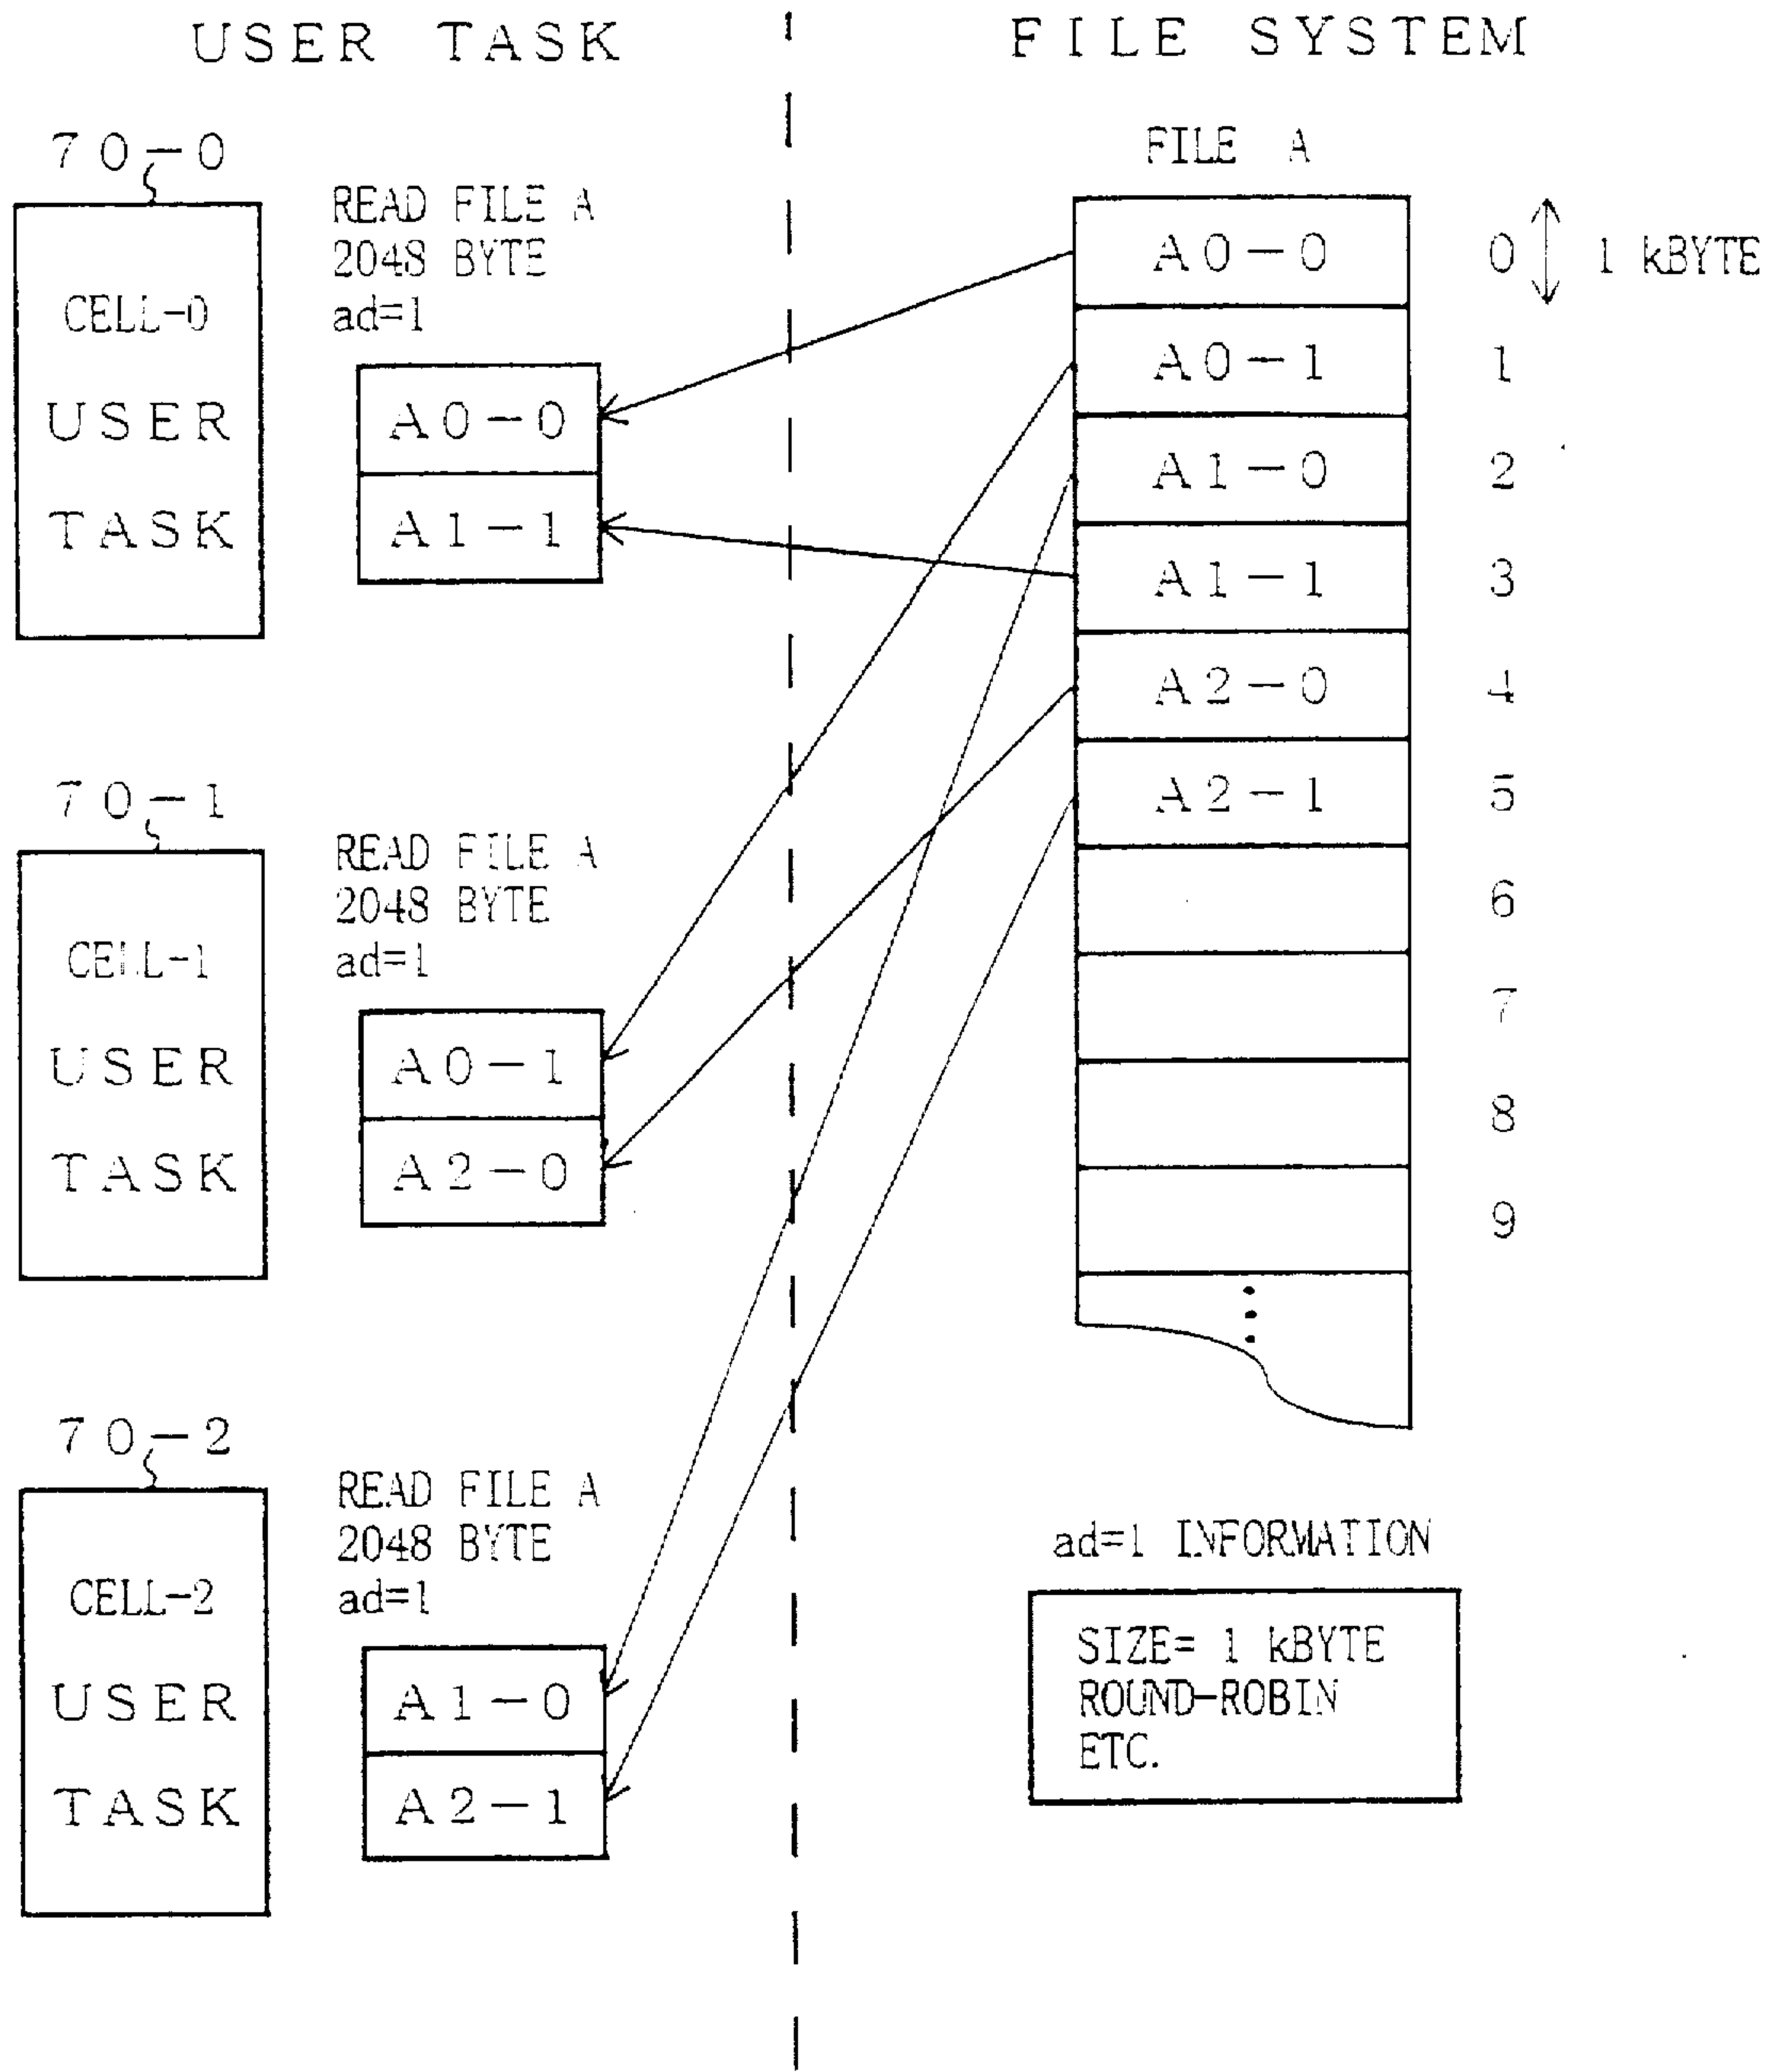 USER TASK
FILE SYSTEM
70-0
CELL-0
USER
TASK
READ FILE A
2048 BYTE
ad=1
A0-0
A1-1
70-1
CELL-1
USER
TASK
READ FILE A
2048 BYTE
ad=1
A0-1
A2-0
70-2
CELL-2
USER
TASK
READ FILE A
2048 BYTE
ad=1
A1-0
A2-1
FILE A
A0-0 0 1 kBYTE
A0-1 1
A1-0 2
A1-1 3
A2-0 4
A2-1 5
6
7
8
9
ad=1 INFORMATION
SIZE= 1 kBYTE
ROUND-ROBIN
ETC.